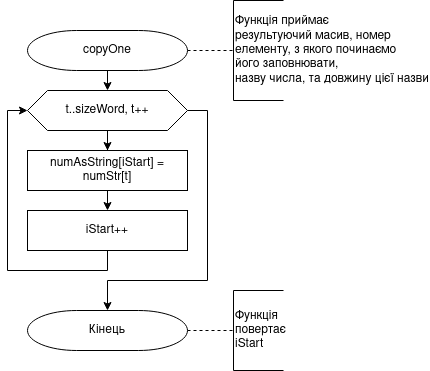 copyOne
Функція приймає
результуючий масив, номер
елементу, з якого починаємо
його заповнювати,
назву числа, та довжину цієї назви
t..sizeWord, t++
numAsString[iStart] =
numStr[t]
iStart++
Кінець
Функція
повертає
iStart